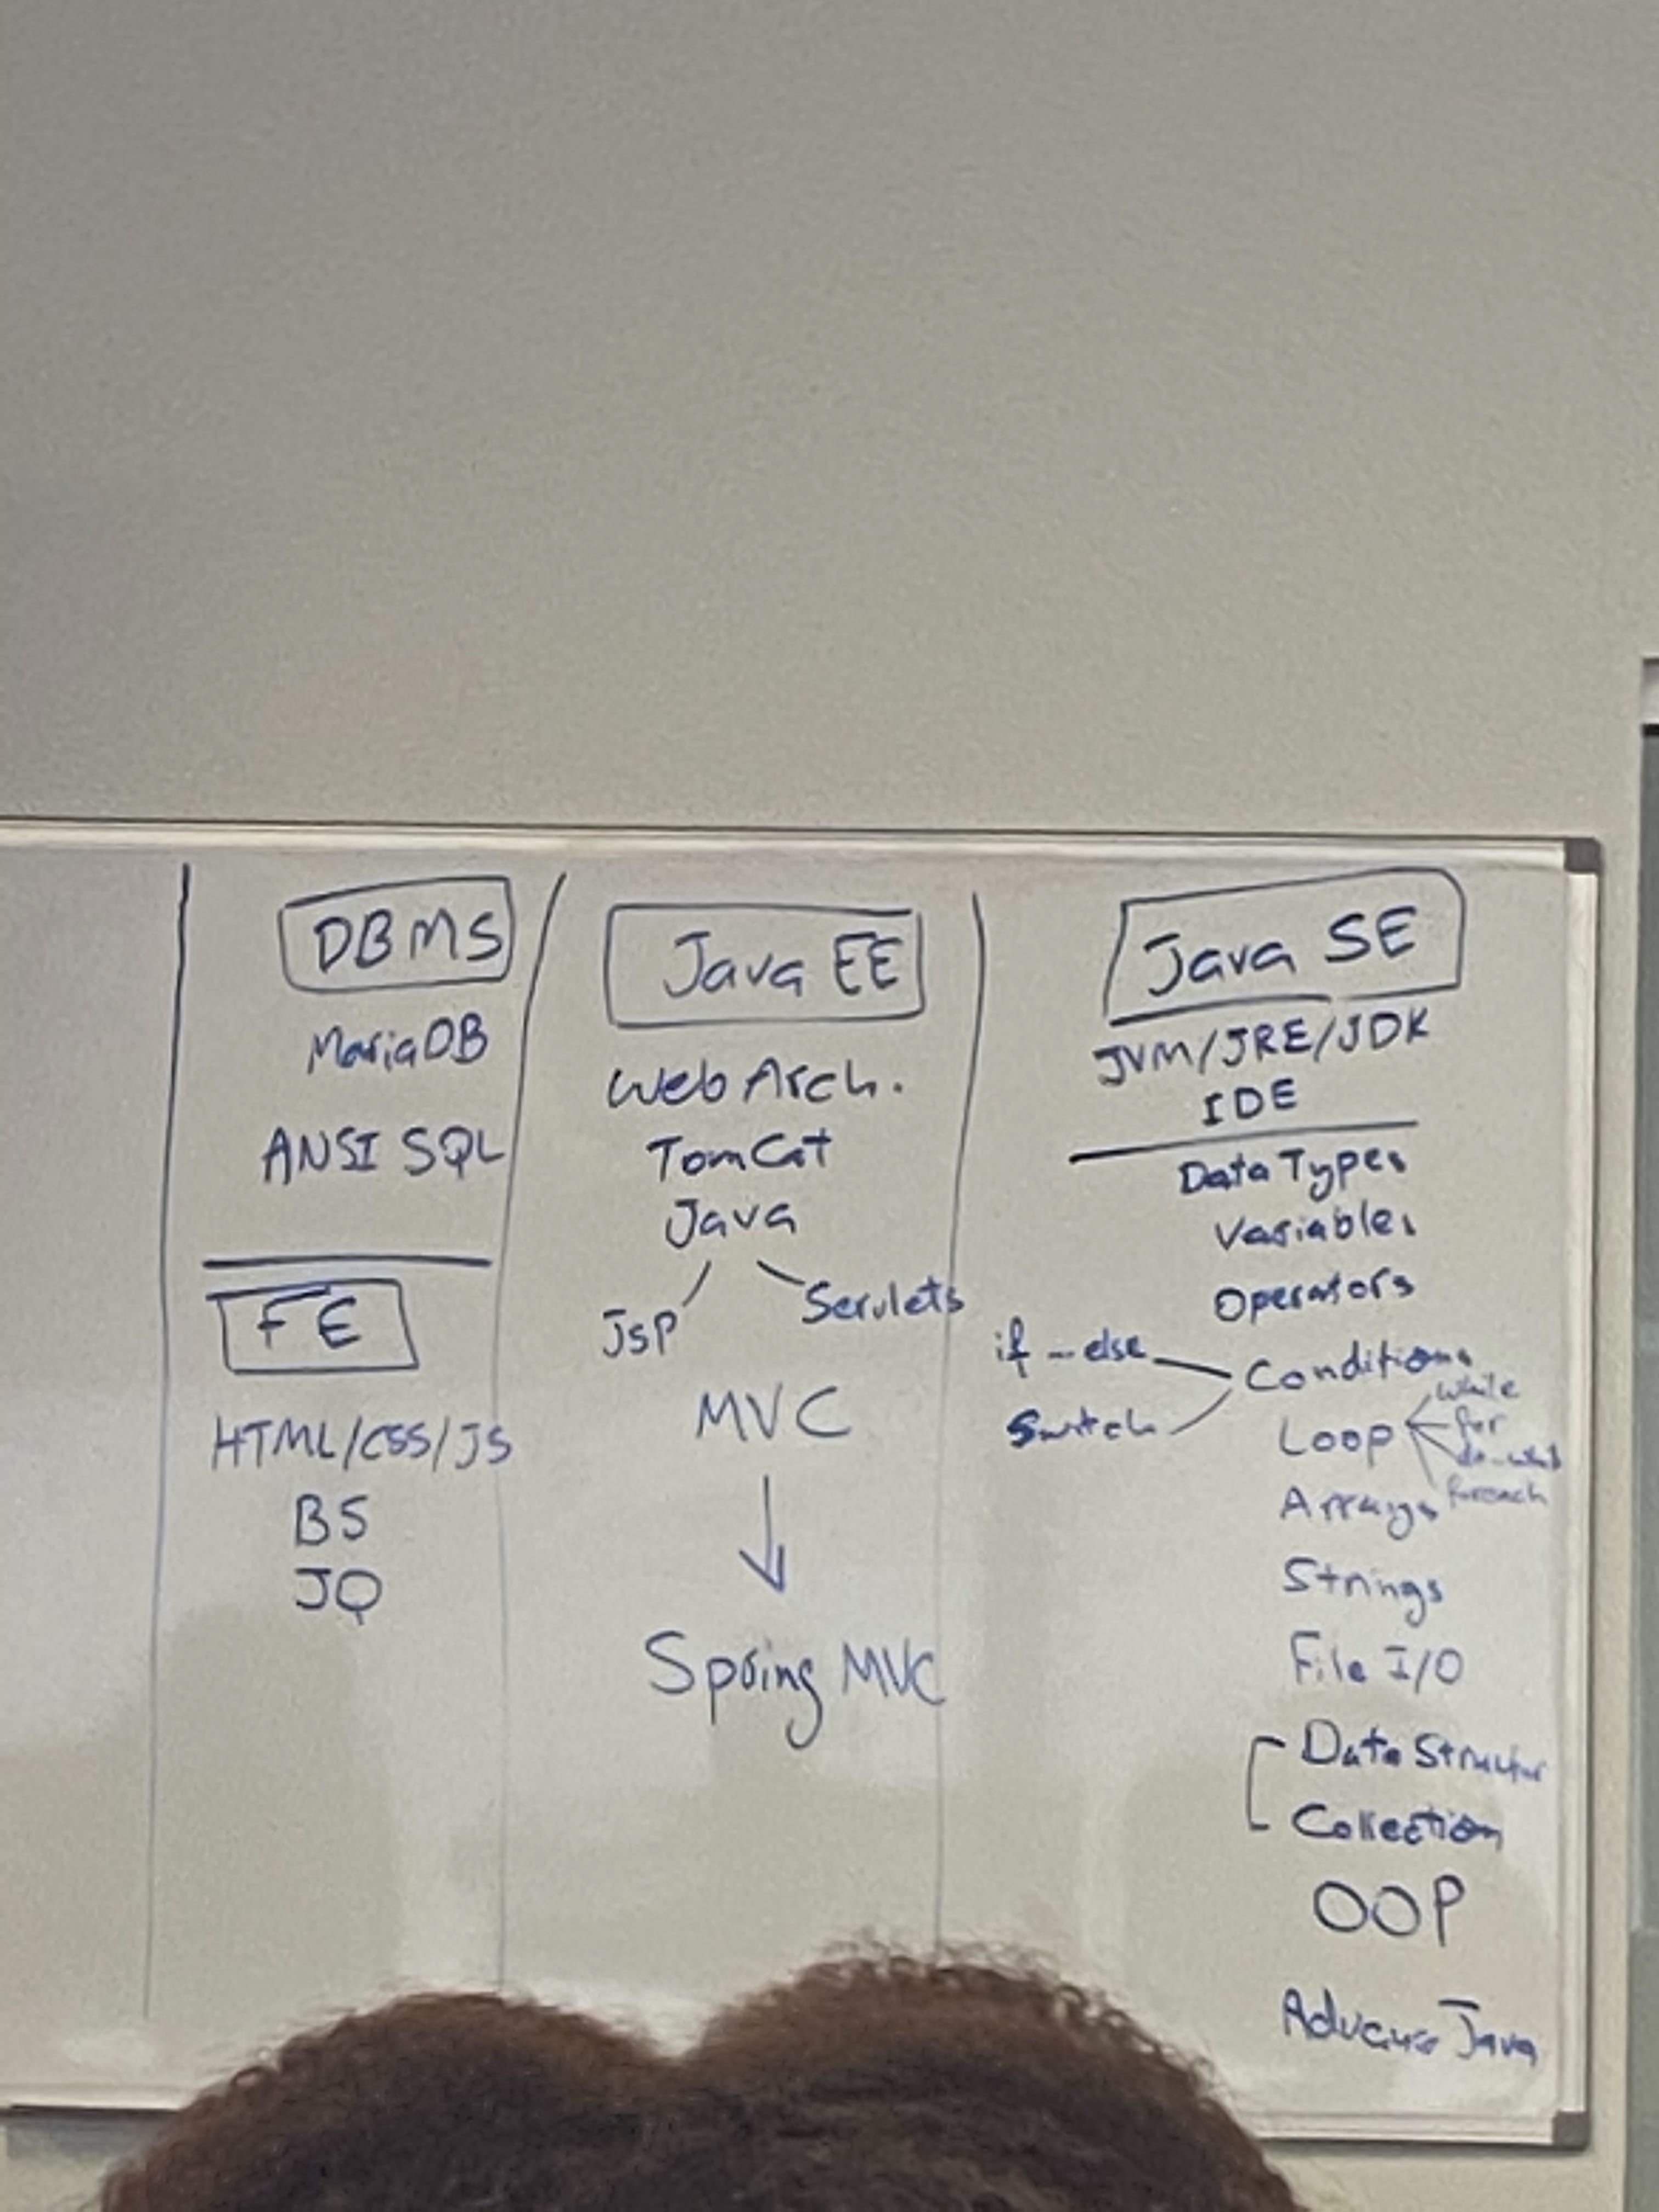 DBMS
MariaDB
ANSI SQL
FE
HTML/CSS/JS
BS
JQ
Java EE
Web Arch.
TomCat
Java
JSP
Servlets
MVC
Spring MVC
Java SE
JVM/JRE/JDK
IDE
Data Types
Variables
Operators
if-else
Switch
Conditions
Loop
while
for
do-while
foreach
Arrays
Strings
File I/O
Data Structur
Collection
OOP
Java